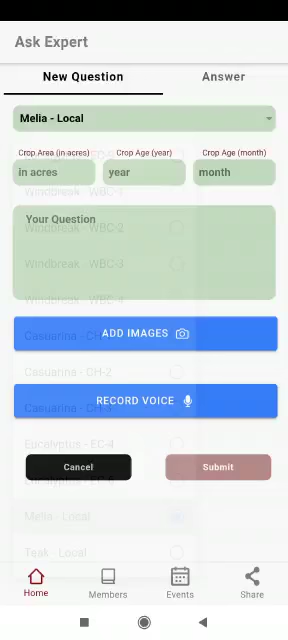 Ask Expert
New Question
Answer
Melia - Local
Crop Area (in acres)
Crop Age (year)
Crop Age (month)
in acres
year
month
Windbreak - WBC-1
Your Question
Windbreak - WBC-2
Windbreak - WBC-3
Windbreak - WBC-4
ADD IMAGES
Casuarina - CH-1
Casuarina - CH-2
RECORD VOICE
Casuarina - CH-3
Eucalyptus - EC-4
Cancel
Submit
Melia - Local
Teak - Local
Home
Members
Events
Share